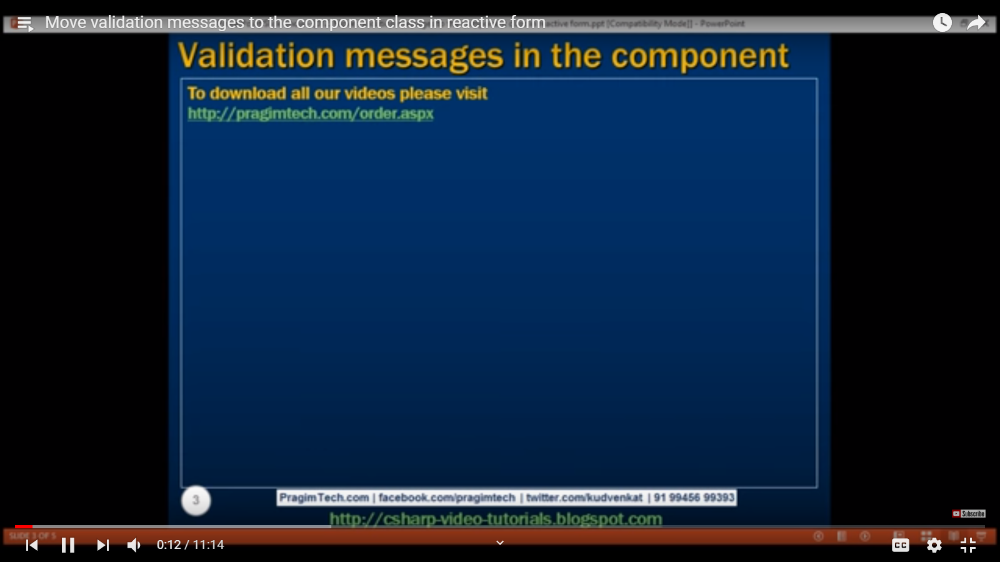 Move validation messages to the component class in reactive form
active form.ppt [Compatibility Mode]] - PowerPoint
Validation messages in the component
To download all our videos please visit
http://pragimtech.com/order.aspx
3
PragimTech.com | facebook.com/pragimtech | twitter.com/kudvenkat | 91 99456 99393
Subscribe
http://csharp-video-tutorials.blogspot.com
SLIDE 3 OF 5
0:12 / 11:14
CC